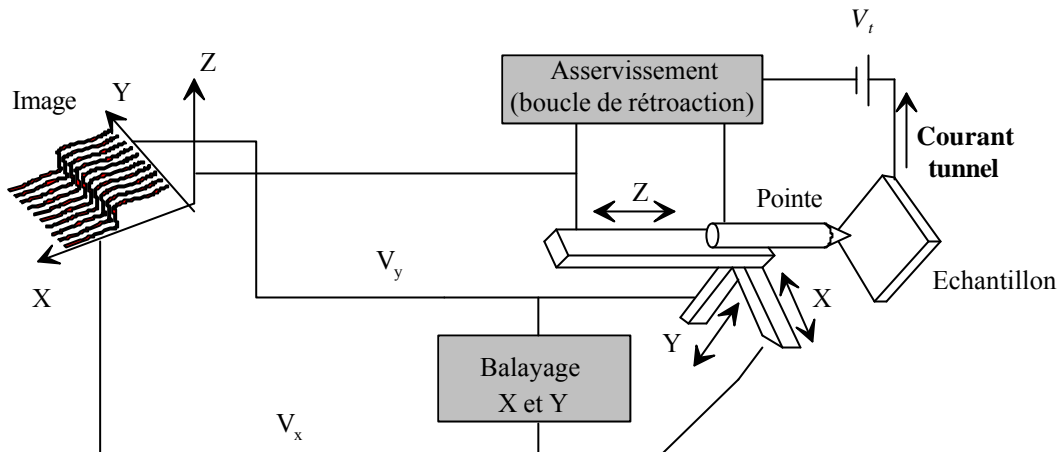 V_t
Asservissement
(boucle de rétroaction)
Z
Y
Image
Courant
tunnel
Z
Pointe
X
V_y
Echantillon
X
Y
Balayage
X et Y
V_x